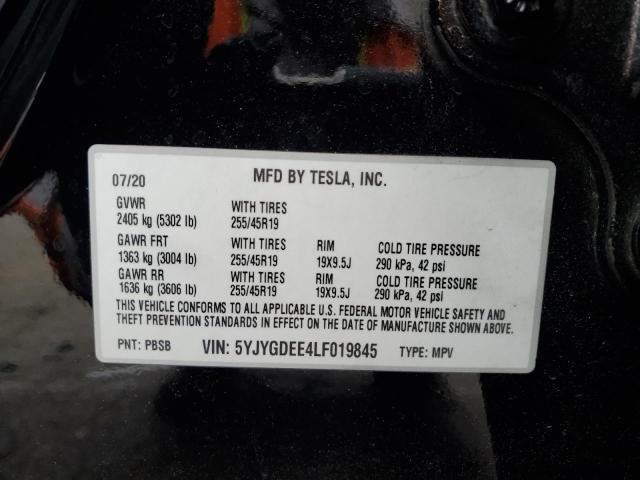 07/20 MFD BY TESLA, INC.
GVWR WITH TIRES
2405 kg (5302 lb) 255/45R19
GAWR FRT WITH TIRES RIM COLD TIRE PRESSURE
1363 kg (3004 lb) 255/45R19 19X9.5J 290 kPa, 42 psi
GAWR RR WITH TIRES RIM COLD TIRE PRESSURE
1636 kg (3606 lb) 255/45R19 19X9.5J 290 kPa, 42 psi
THIS VEHICLE CONFORMS TO ALL APPLICABLE U.S. FEDERAL MOTOR VEHICLE SAFETY AND
THEFT PREVENTION STANDARDS IN EFFECT ON THE DATE OF MANUFACTURE SHOWN ABOVE.
PNT: PBSB VIN: 5YJYGDEE4LF019845 TYPE: MPV